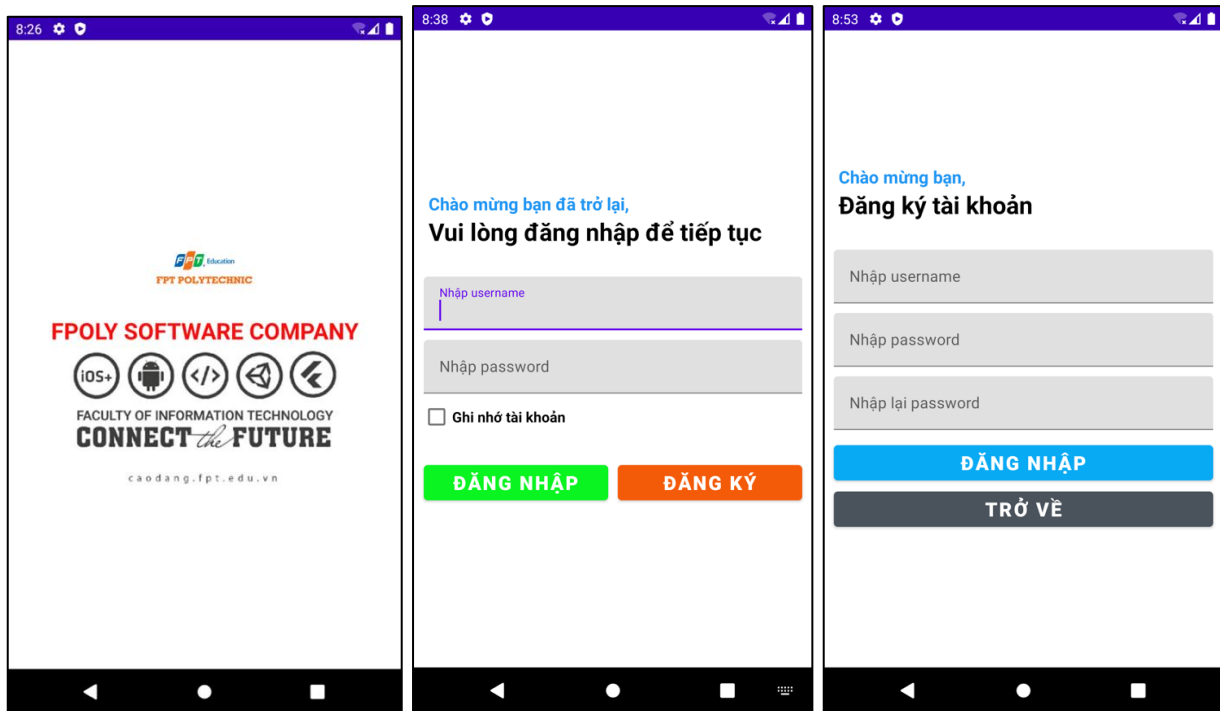 8:26
FPT Education
FPT POLYTECHNIC
FPOLY SOFTWARE COMPANY
iOS+
</>
FACULTY OF INFORMATION TECHNOLOGY
CONNECT the FUTURE
caodang.fpt.edu.vn
8:38
Chào mừng bạn đã trở lại,
Vui lòng đăng nhập để tiếp tục
Nhập username
Nhập password
Ghi nhớ tài khoản
ĐĂNG NHẬP ĐĂNG KÝ
8:53
Chào mừng bạn,
Đăng ký tài khoản
Nhập username
Nhập password
Nhập lại password
ĐĂNG NHẬP
TRỞ VỀ